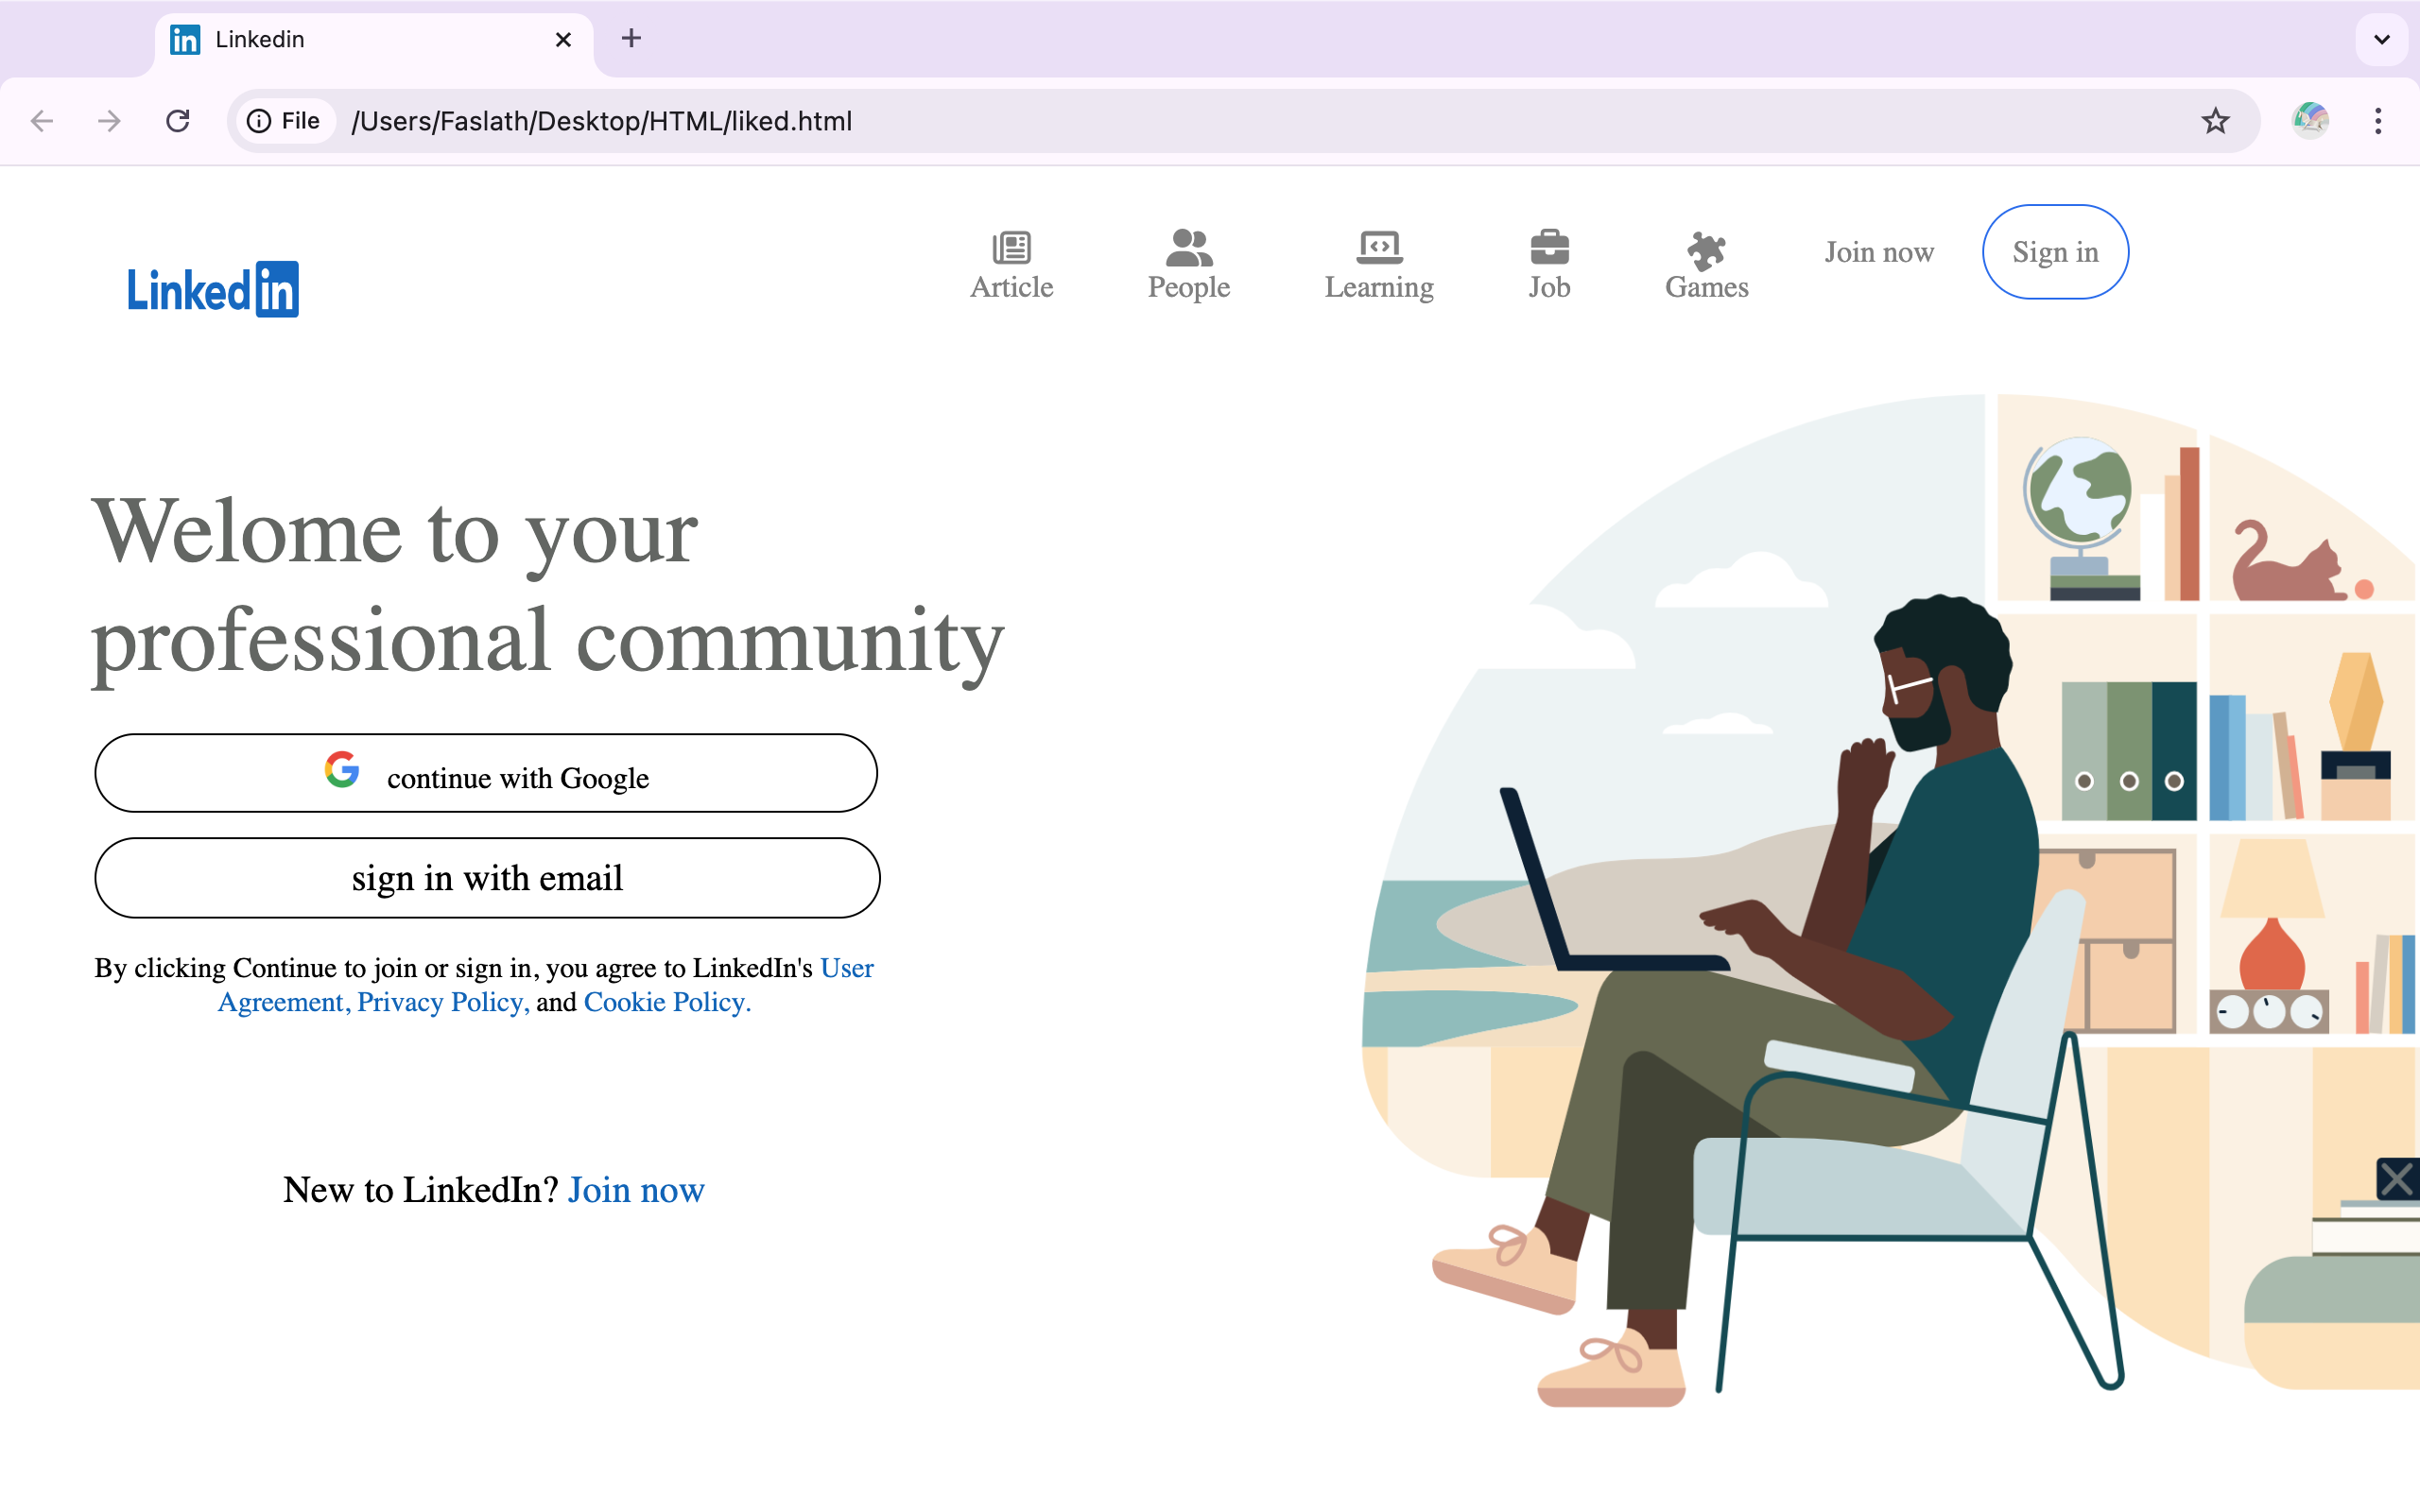 Linkedin
File /Users/Faslath/Desktop/HTML/liked.html
Linkedin
Article People Learning Job Games Join now Sign in
Welome to your
professional community
continue with Google
sign in with email
By clicking Continue to join or sign in, you agree to LinkedIn's User
Agreement, Privacy Policy, and Cookie Policy.
New to LinkedIn? Join now